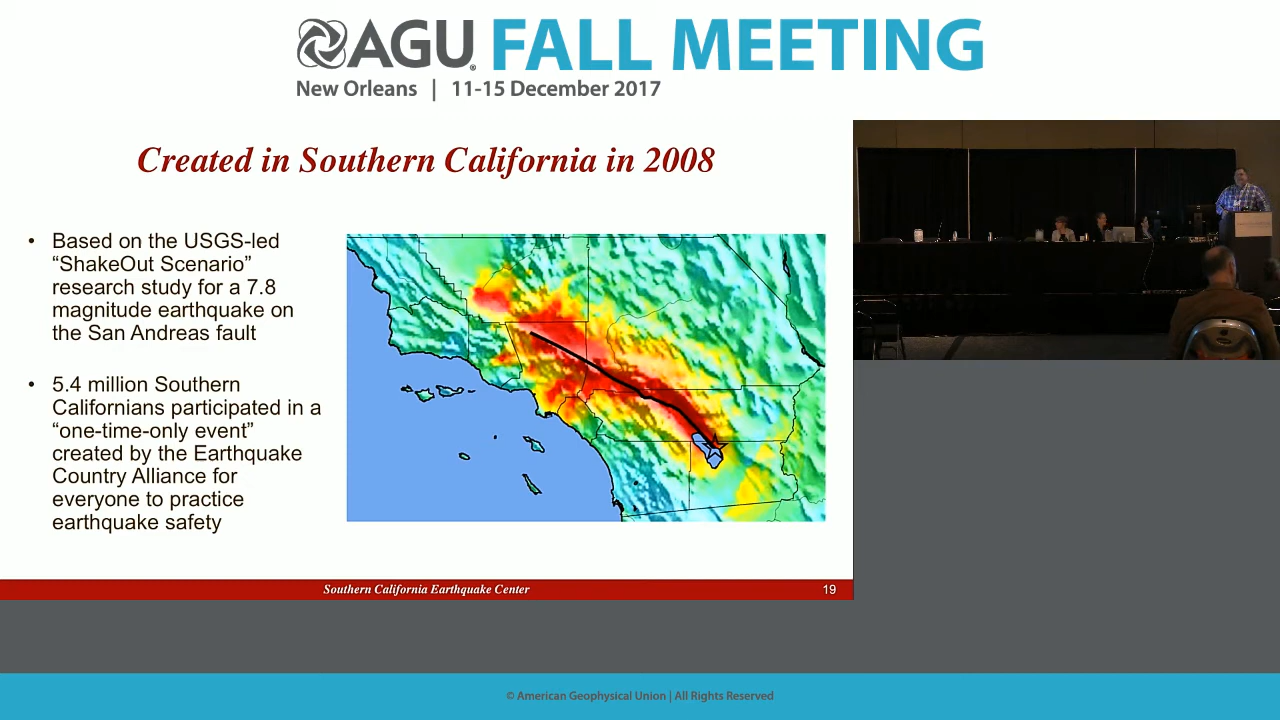 AGU FALL MEETING
New Orleans | 11-15 December 2017
Created in Southern California in 2008
• Based on the USGS-led
“ShakeOut Scenario”
research study for a 7.8
magnitude earthquake on
the San Andreas fault
• 5.4 million Southern
Californians participated in a
“one-time-only event”
created by the Earthquake
Country Alliance for
everyone to practice
earthquake safety
Southern California Earthquake Center
19
© American Geophysical Union | All Rights Reserved